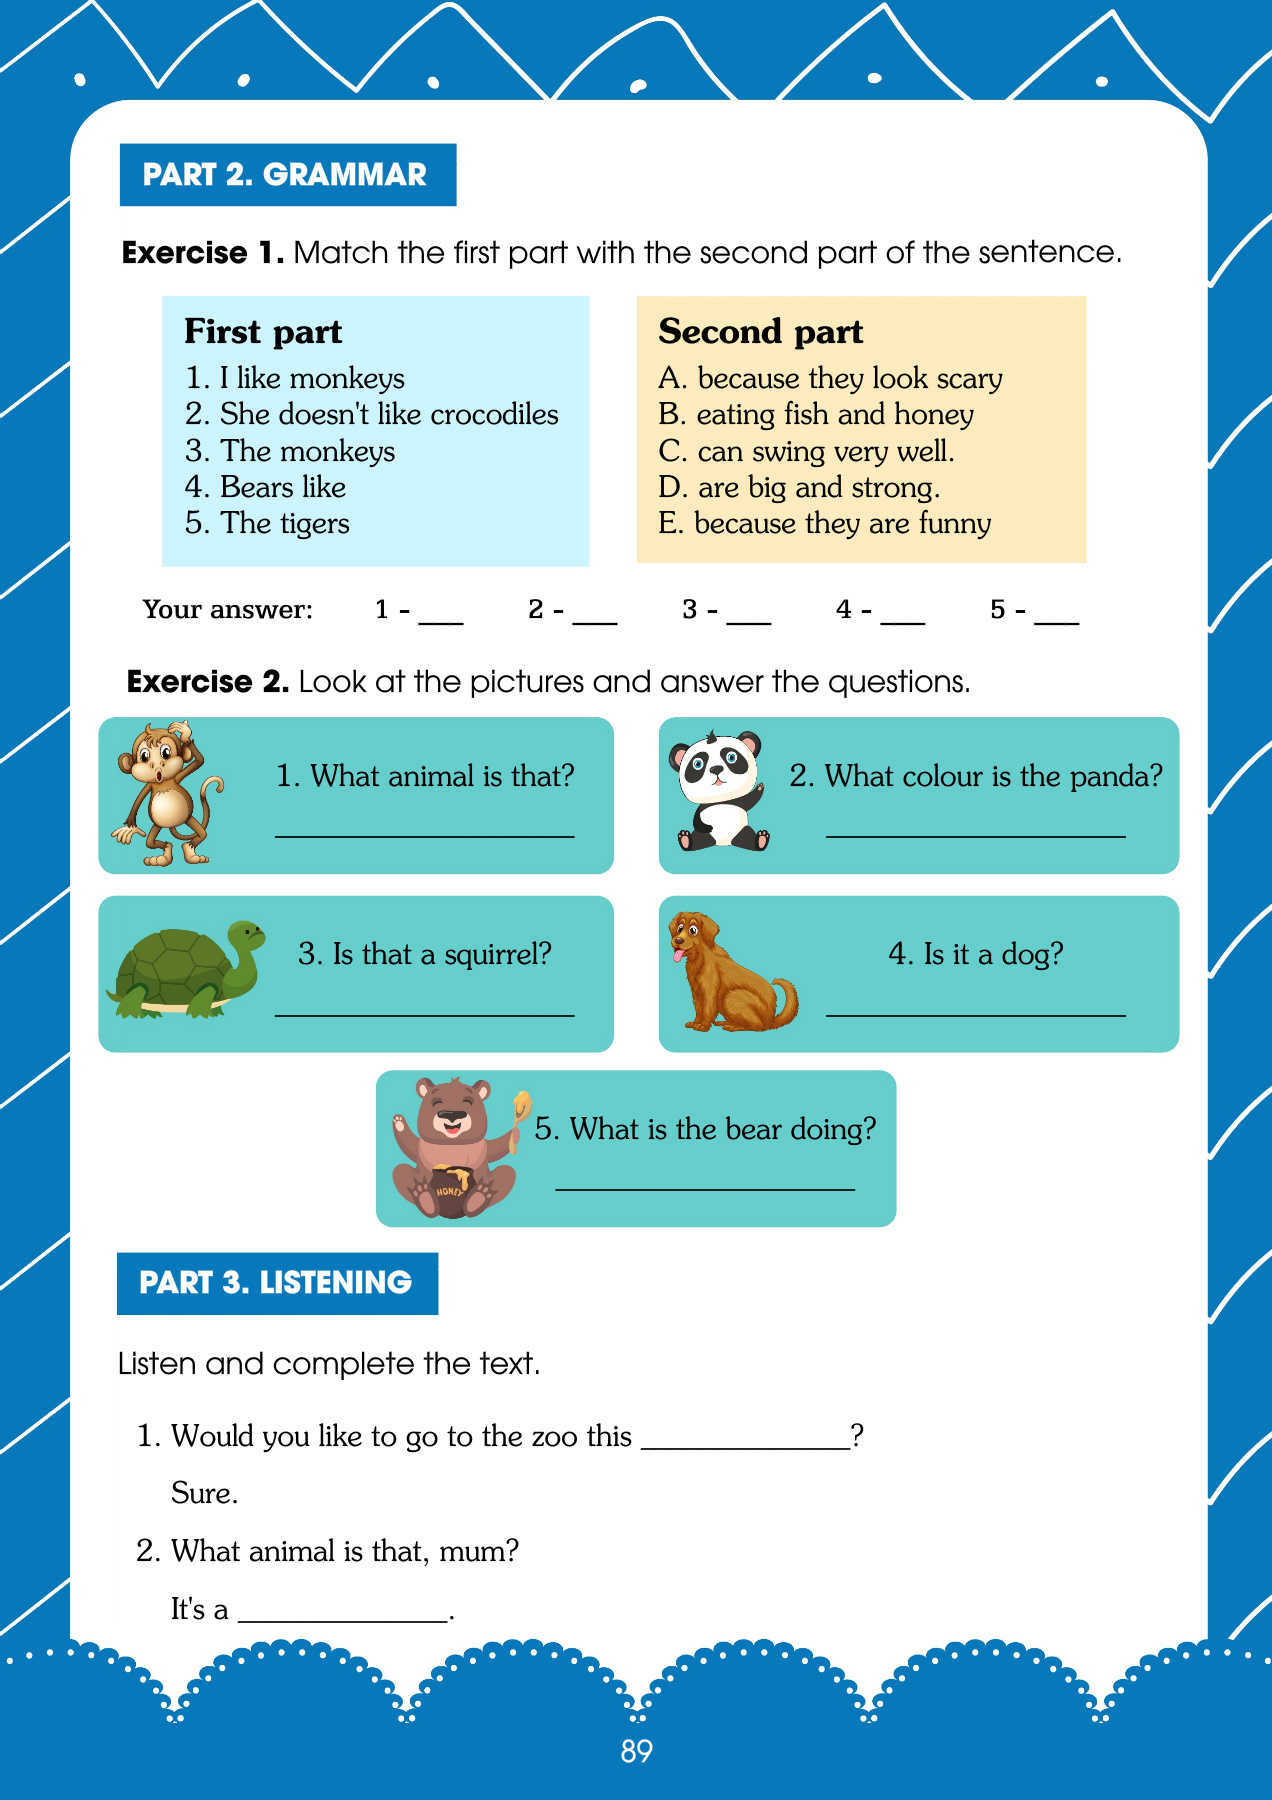 PART 2. GRAMMAR
Exercise 1. Match the first part with the second part of the sentence.
First part
1. I like monkeys
2. She doesn't like crocodiles
3. The monkeys
4. Bears like
5. The tigers
Second part
A. because they look scary
B. eating fish and honey
C. can swing very well.
D. are big and strong.
E. because they are funny
Your answer: 1 - ___ 2 - ___ 3 - ___ 4 - ___ 5 - ___
Exercise 2. Look at the pictures and answer the questions.
1. What animal is that?
____________________
2. What colour is the panda?
____________________
3. Is that a squirrel?
____________________
4. Is it a dog?
____________________
5. What is the bear doing?
____________________
HONEY
PART 3. LISTENING
Listen and complete the text.
1. Would you like to go to the zoo this ______________?
Sure.
2. What animal is that, mum?
It's a ______________.
89